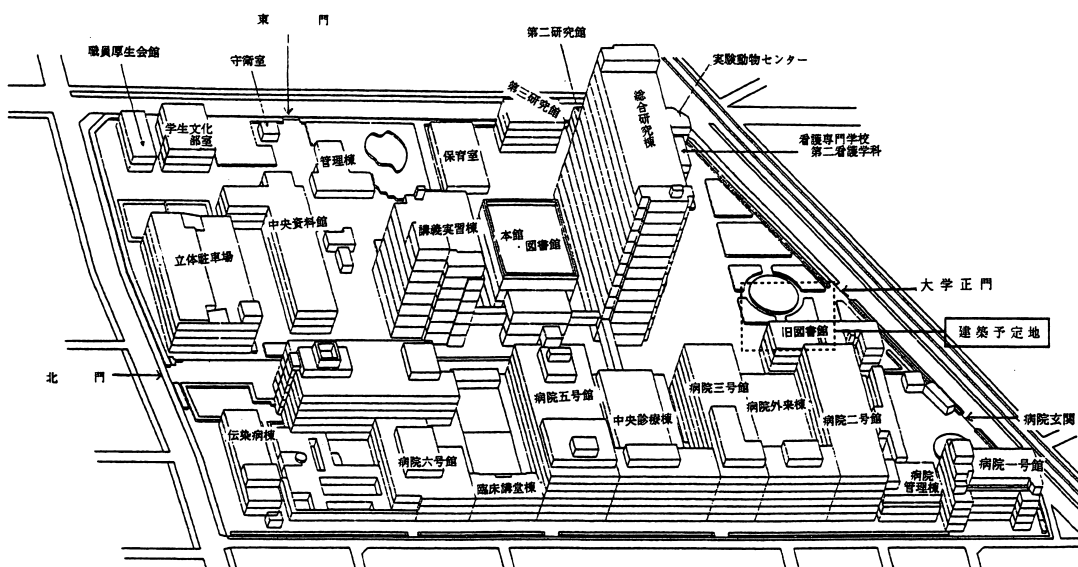 東門
職員厚生会館
守衛室
第二研究館
実験動物センター
学生文化
部室
第三研究館
総合研究棟
看護専門学校
第二看護学科
管理棟
保育室
中央資料館
講義実習棟
本館
・図書館
立体駐車場
大学正門
旧図書館
建築予定地
北門
病院五号館
病院三号館
中央診療棟
病院外来棟
病院二号館
病院玄関
伝染病棟
病院六号館
臨床講堂棟
病院
管理棟
病院一号館